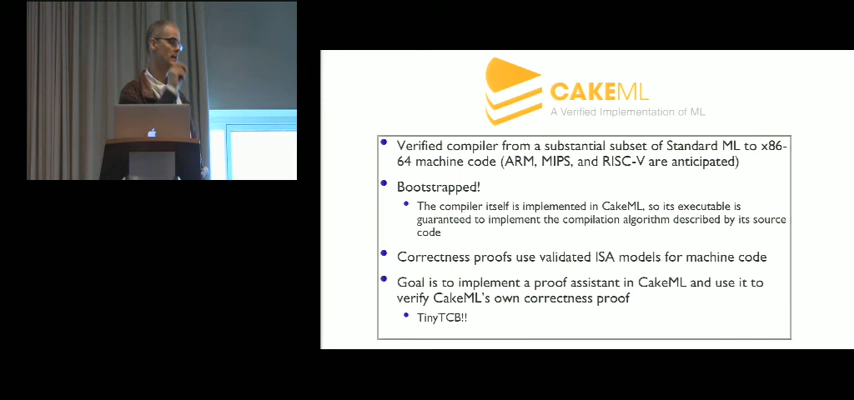 CAKEML
A Verified Implementation of ML
• Verified compiler from a substantial subset of Standard ML to x86-
64 machine code (ARM, MIPS, and RISC-V are anticipated)
• Bootstrapped!
• The compiler itself is implemented in CakeML, so its executable is
guaranteed to implement the compilation algorithm described by its source
code
• Correctness proofs use validated ISA models for machine code
• Goal is to implement a proof assistant in CakeML and use it to
verify CakeML's own correctness proof
• TinyTCB!!